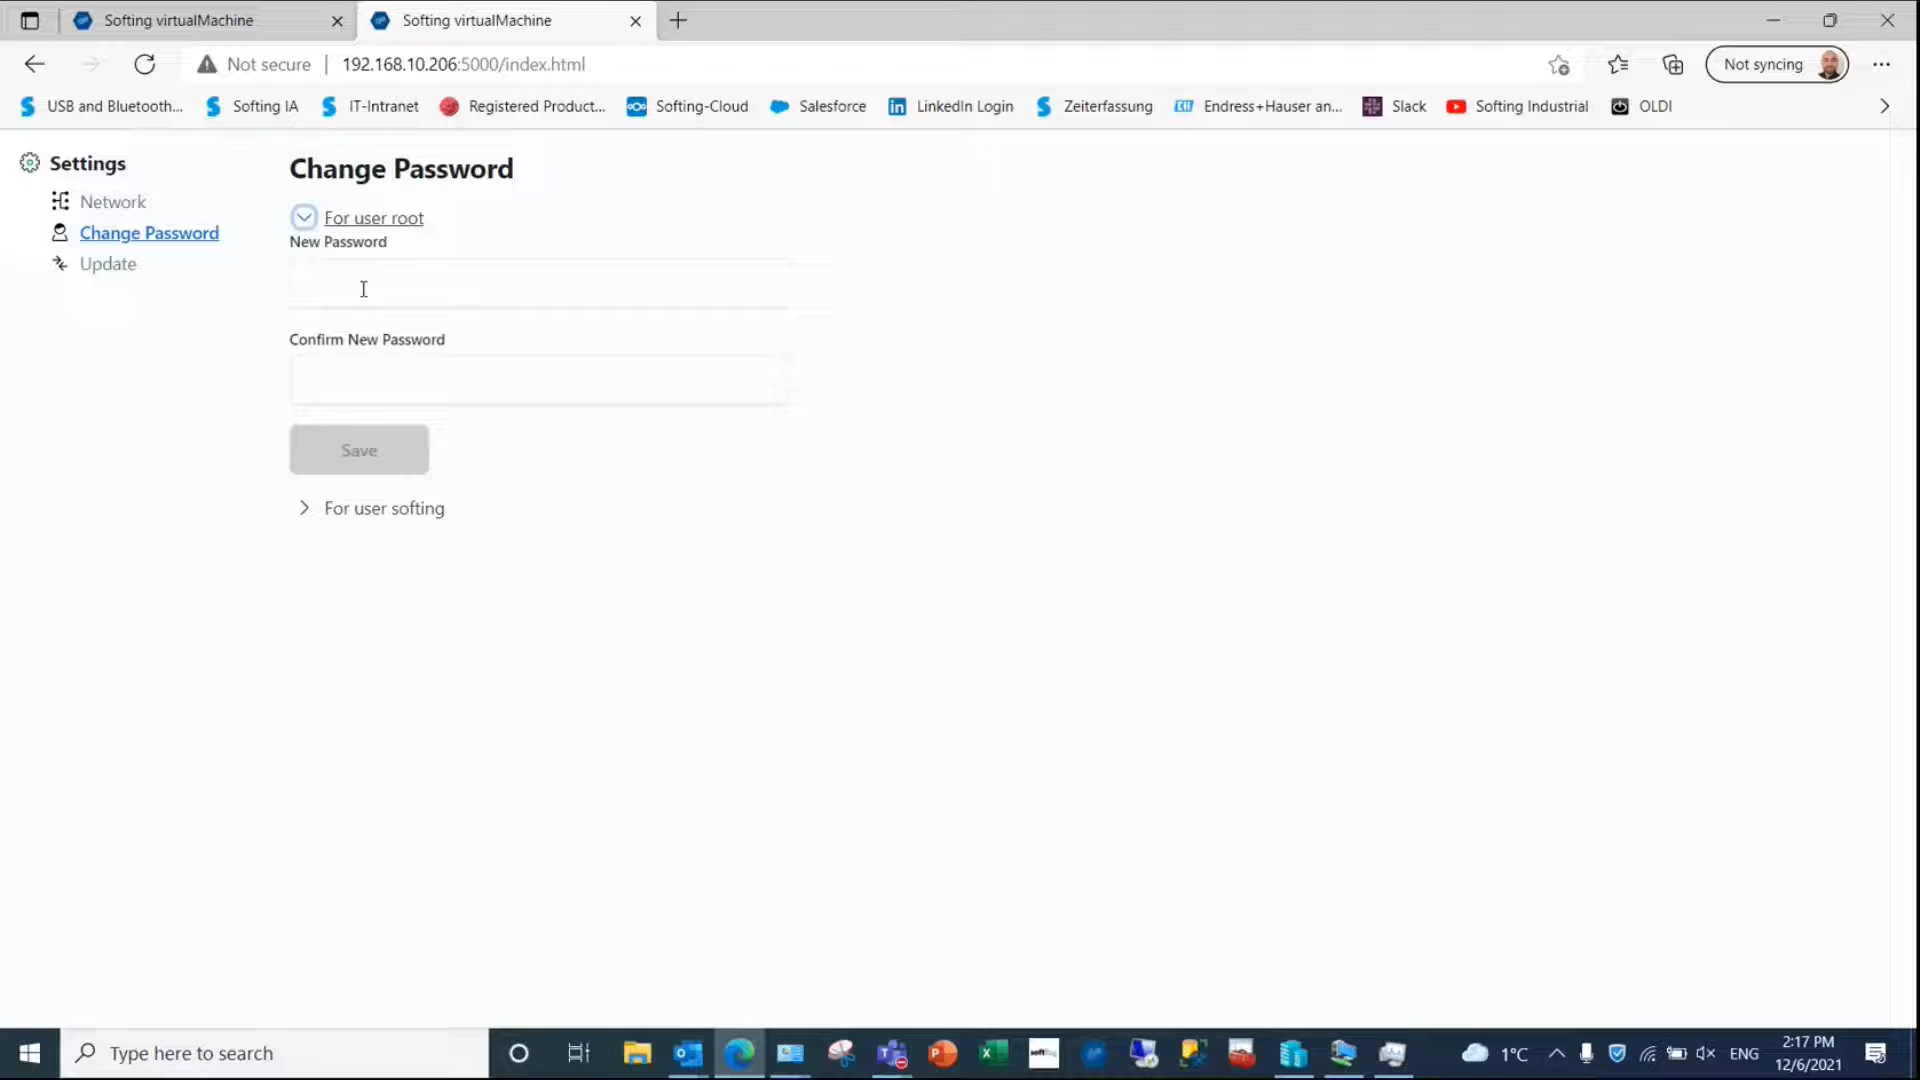 Softing virtualMachine
Softing virtualMachine
Not secure
192.168.10.206:5000/index.html
Not syncing
USB and Bluetooth...
Softing IA
IT-Intranet
Registered Product...
Softing-Cloud
Salesforce
LinkedIn Login
Zeiterfassung
Endress+Hauser an...
Slack
Softing Industrial
OLDI
Settings
Network
Change Password
Update
Change Password
For user root
New Password
Confirm New Password
Save
For user softing
Type here to search
1°C
ENG
2:17 PM
12/6/2021